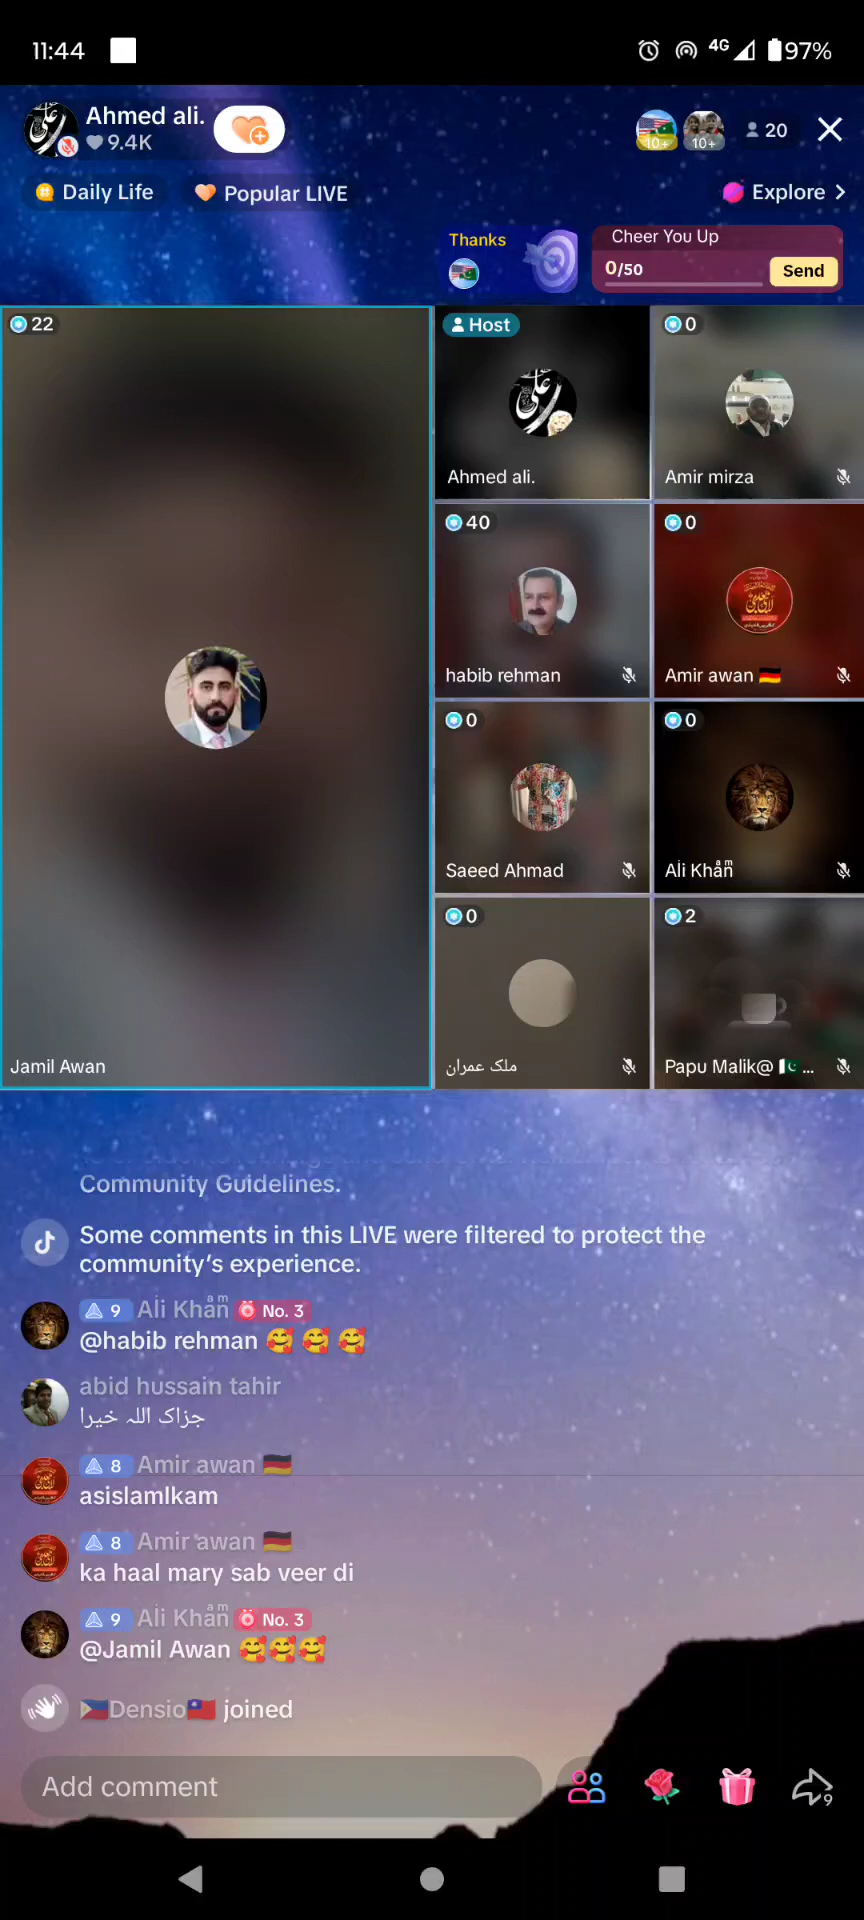 11:44
4G
97%
Ahmed ali.
9.4K
10+
10+
20
Daily Life
Popular LIVE
Explore
Thanks
Cheer You Up
0/50
Send
22
Jamil Awan
Host
Ahmed ali.
0
Amir mirza
40
habib rehman
0
Amir awan 🇩🇪
0
Saeed Ahmad
0
Ali Khan
0
ملک عمران
2
Papu Malik@ 🇵🇰...
Community Guidelines.
Some comments in this LIVE were filtered to protect the
community's experience.
9 Ali Khan No. 3
@habib rehman 🥰 🥰 🥰
abid hussain tahir
جزاک اللہ خیرا
8 Amir awan 🇩🇪
asislamlkam
8 Amir awan 🇩🇪
ka haal mary sab veer di
9 Ali Khan No. 3
@Jamil Awan 🥰🥰🥰
🇵🇭Densio🇹🇼 joined
Add comment
9